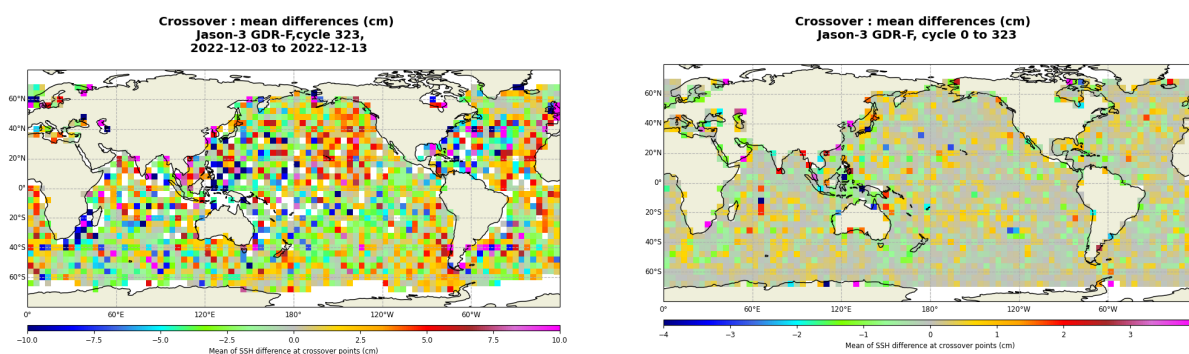 Crossover : mean differences (cm)
Jason-3 GDR-F,cycle 323,
2022-12-03 to 2022-12-13
60°N
40°N
20°N
0°
20°S
40°S
60°S
0°
60°E
120°E
180°
120°W
60°W
−10.0
−7.5
−5.0
−2.5
0.0
2.5
5.0
7.5
10.0
Mean of SSH difference at crossover points (cm)
Crossover : mean differences (cm)
Jason-3 GDR-F, cycle 0 to 323
60°N
40°N
20°N
0°
20°S
40°S
60°S
0°
60°E
120°E
180°
120°W
60°W
−4
−3
−2
−1
0
1
2
3
Mean of SSH difference at crossover points (cm)